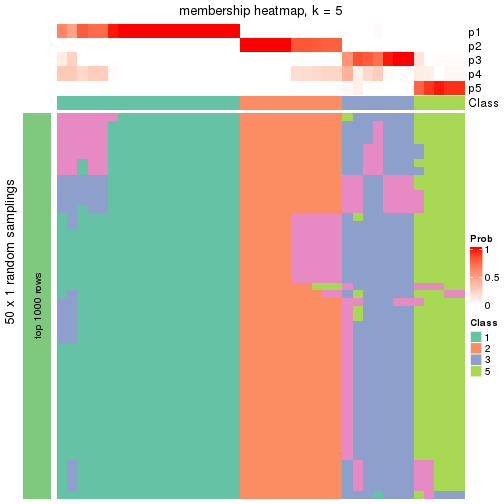 membership heatmap, k = 5
p1
p2
p3
p4
p5
Class
50 x 1 random samplings
top 1000 rows
Prob
1
0.5
0
Class
1
2
3
5